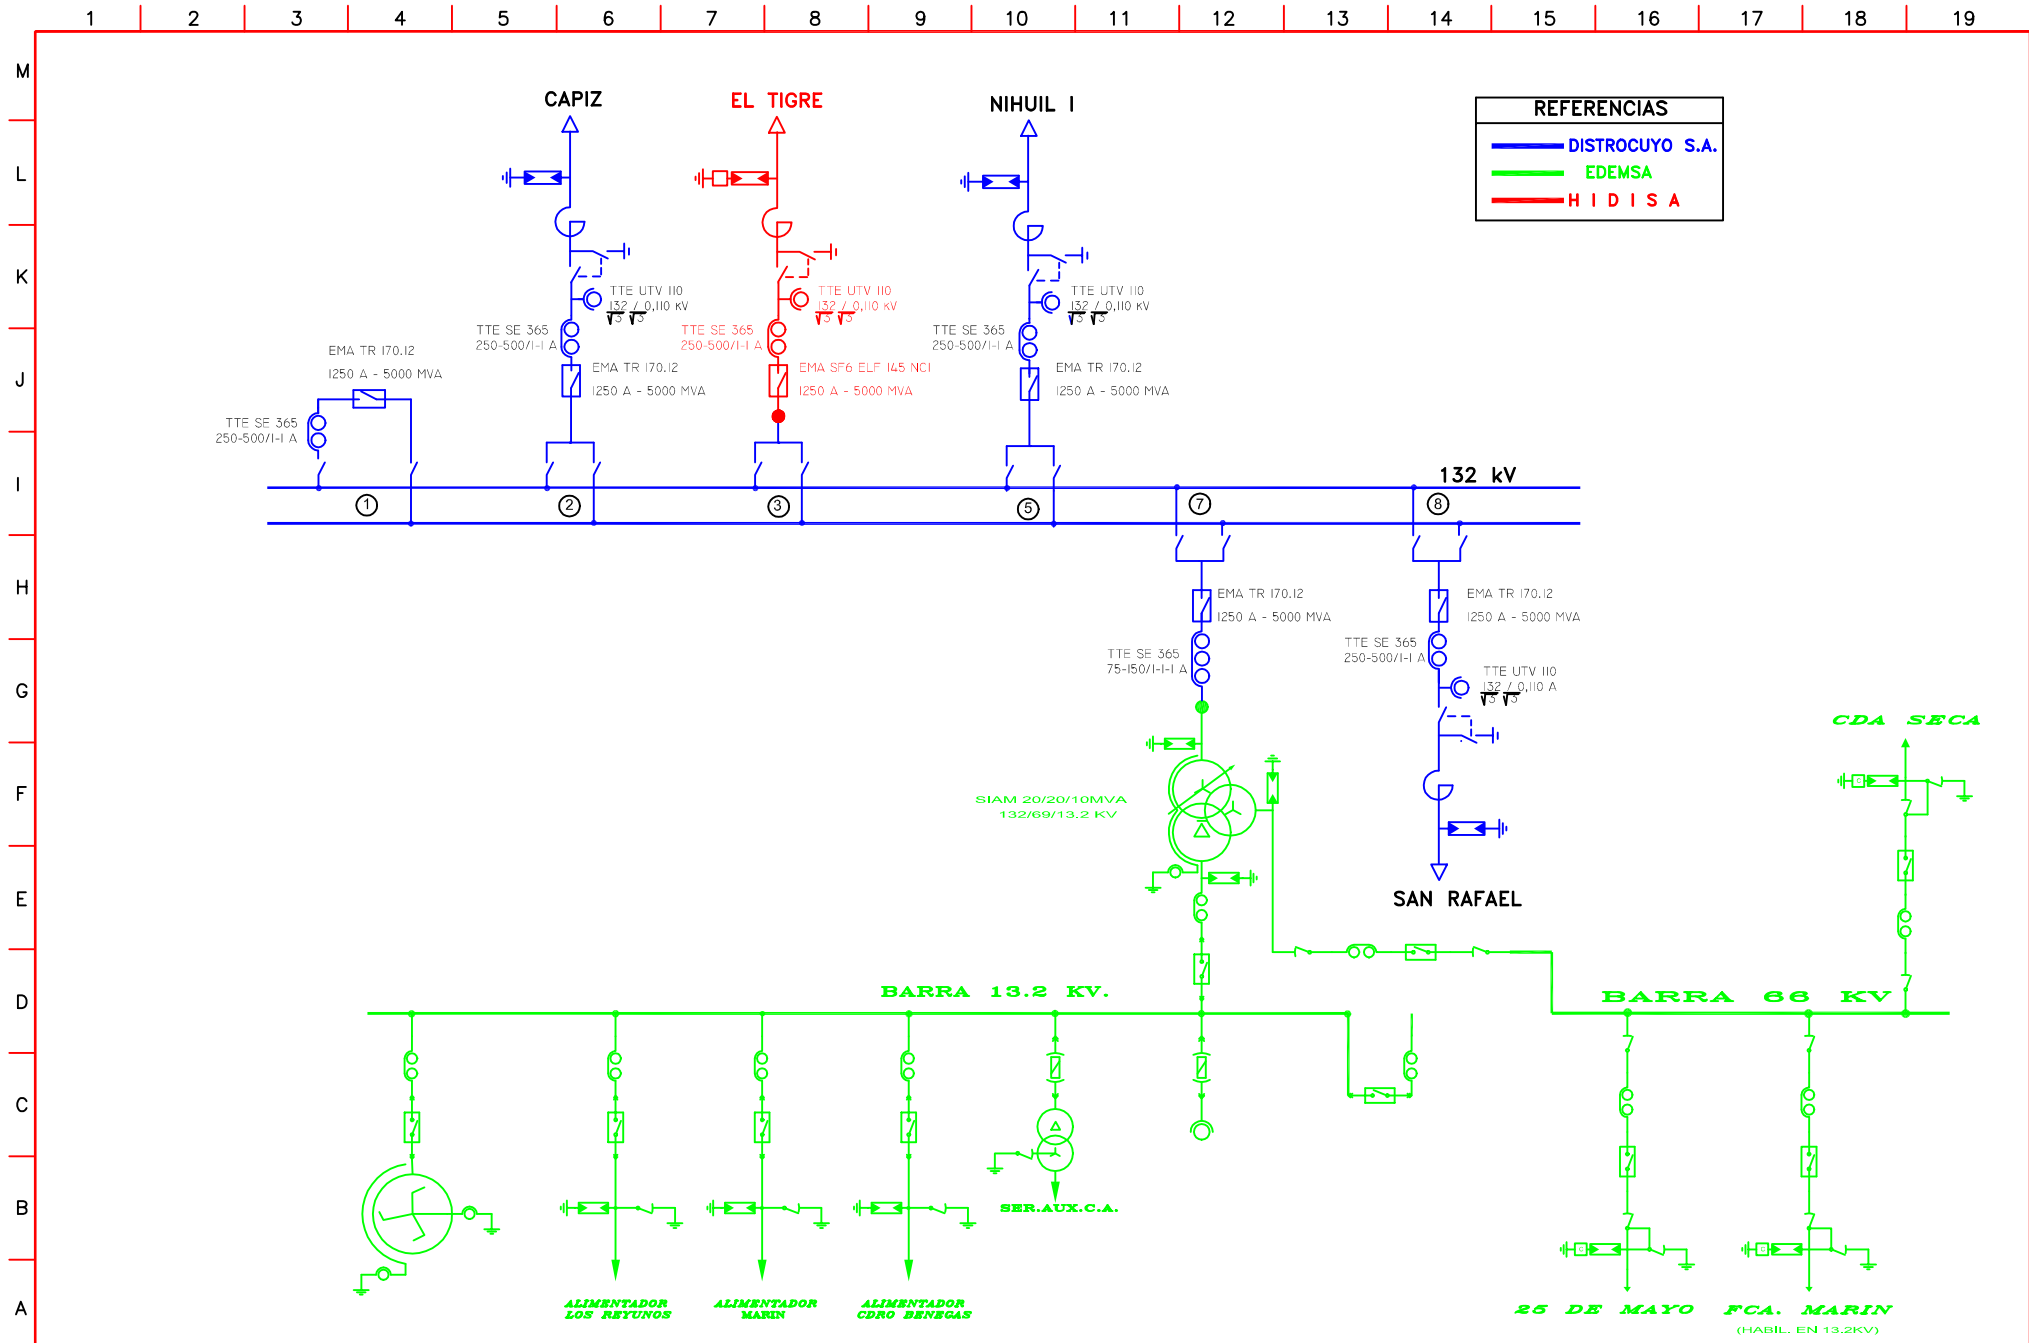 1 2 3 4 5 6 7 8 9 10 11 12 13 14 15 16 17 18 19
M
L
K
J
I
H
G
F
E
D
C
B
A
CAPIZ
EL TIGRE
NIHUIL I
REFERENCIAS
DISTROCUYO S.A.
EDEMSA
H I D I S A
TTE UTV 110
132 / 0,110 KV
√3 √3
TTE UTV 110
132 / 0,110 KV
√3 √3
TTE UTV 110
132 / 0,110 KV
√3 √3
TTE SE 365
250-500/1-1 A
TTE SE 365
250-500/1-1 A
TTE SE 365
250-500/1-1 A
EMA TR 170.12
1250 A - 5000 MVA
EMA TR 170.12
1250 A - 5000 MVA
EMA SF6 ELF 145 NC1
1250 A - 5000 MVA
EMA TR 170.12
1250 A - 5000 MVA
TTE SE 365
250-500/1-1 A
132 kV
1
2
3
5
7
8
EMA TR 170.12
1250 A - 5000 MVA
EMA TR 170.12
1250 A - 5000 MVA
TTE SE 365
75-150/1-1-1 A
TTE SE 365
250-500/1-1 A
TTE UTV 110
132 / 0,110 A
√3 √3
CDA SECA
C
SIAM 20/20/10MVA
132/69/13.2 KV
SAN RAFAEL
BARRA 13.2 KV.
BARRA 66 KV
SER.AUX.C.A.
C
C
ALIMENTADOR
LOS REYUNOS
ALIMENTADOR
MARIN
ALIMENTADOR
CDRO BENEGAS
25 DE MAYO
FCA. MARIN
(HABIL. EN 13.2KV)